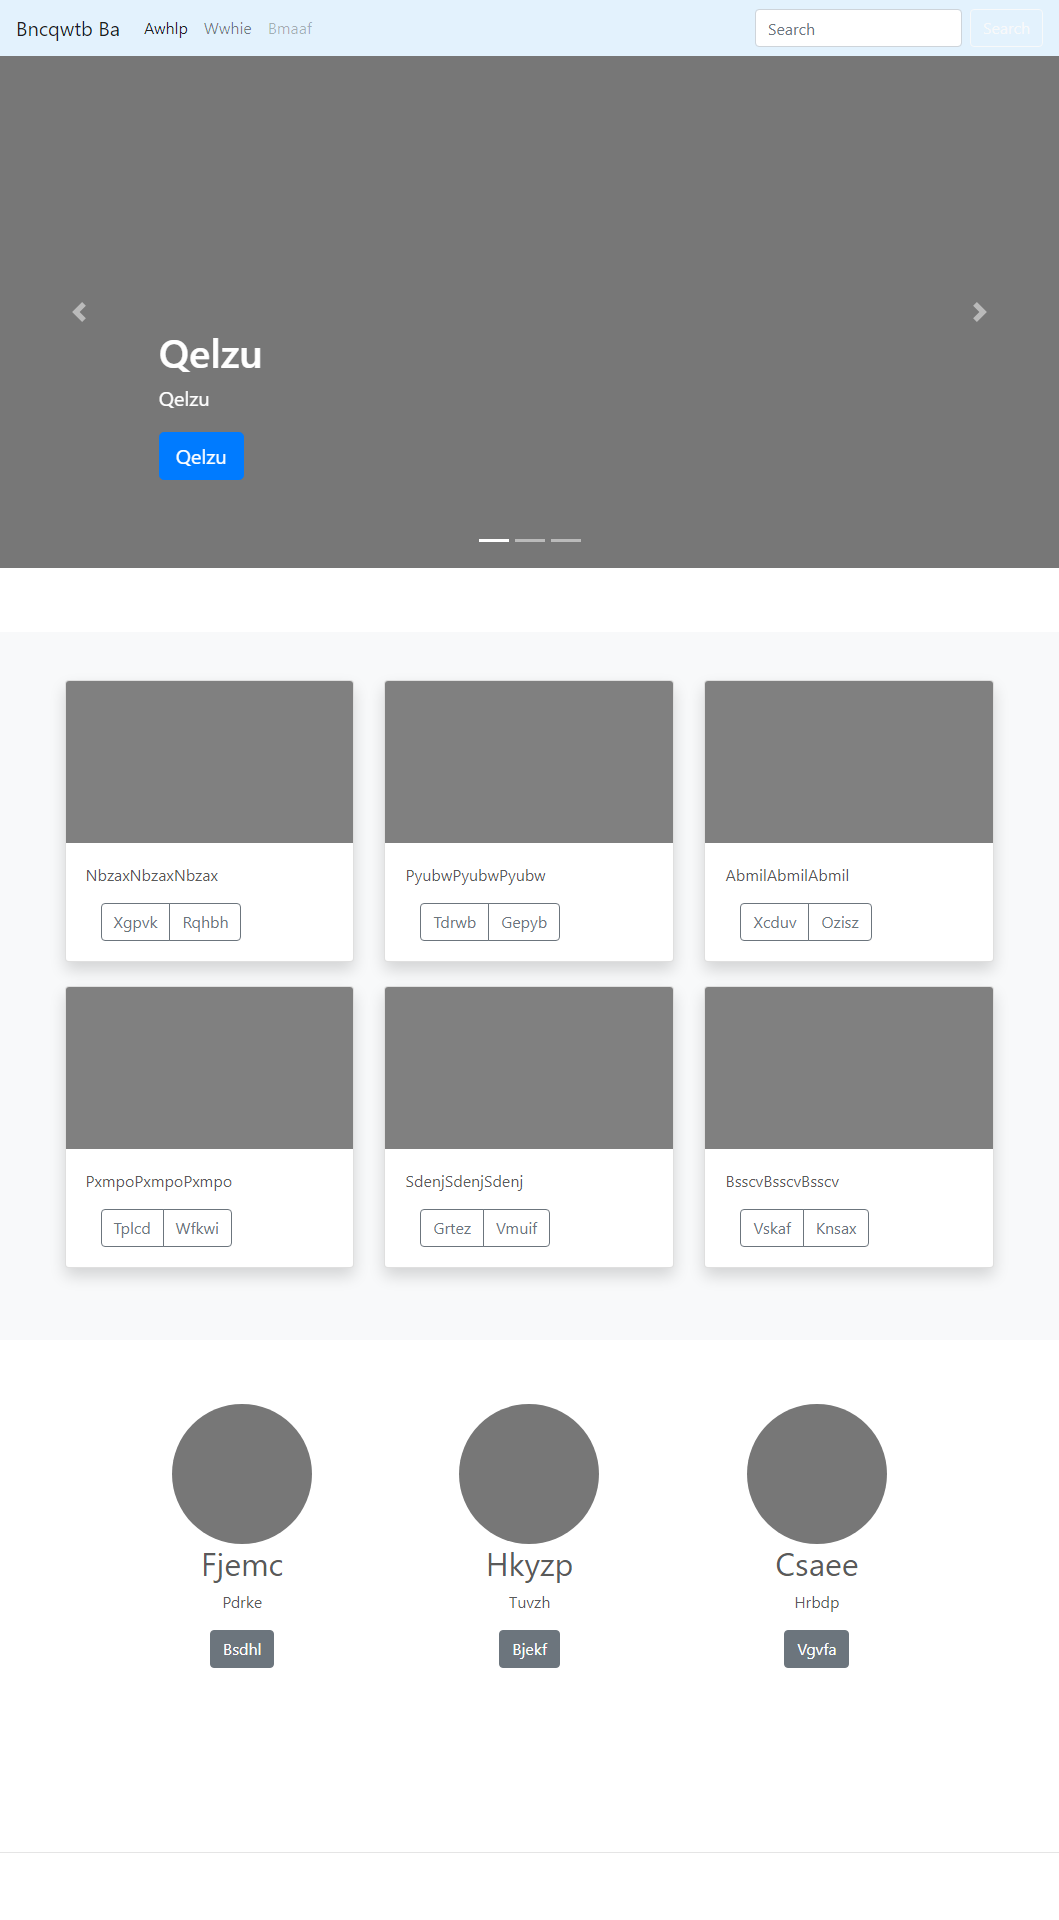 Bncqwtb Ba Awhlp Wwhie Bmaaf Search Search
Qelzu
Qelzu
Qelzu
NbzaxNbzaxNbzax
Xgpvk Rqhbh
PyubwPyubwPyubw
Tdrwb Gepyb
AbmilAbmilAbmil
Xcduv Ozisz
PxmpoPxmpoPxmpo
Tplcd Wfkwi
SdenjSdenjSdenj
Grtez Vmuif
BsscvBsscvBsscv
Vskaf Knsax
Fjemc
Pdrke
Bsdhl
Hkyzp
Tuvzh
Bjekf
Csaee
Hrbdp
Vgvfa